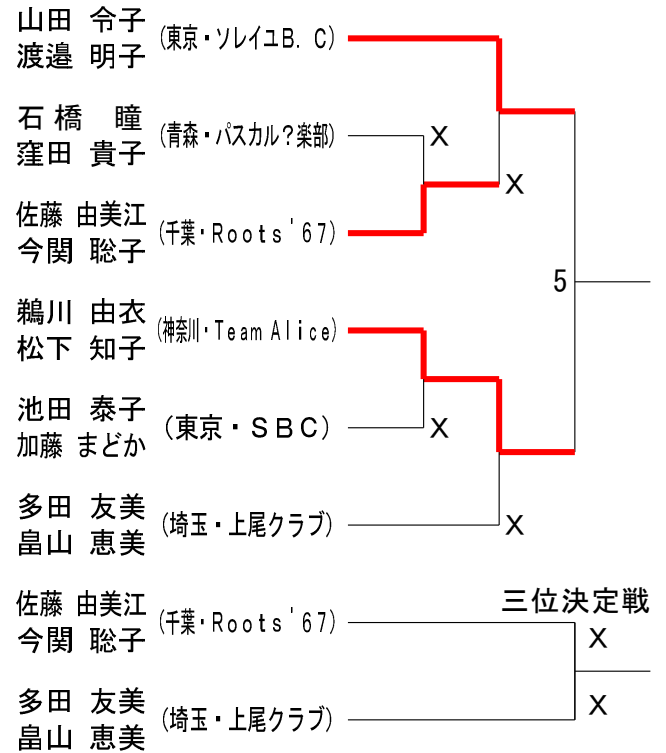 山田 令子
渡邉 明子
(東京・ソレイユB. C)
石橋 瞳
窪田 貴子
(青森・パスカル?楽部)
X
X
佐藤 由美江
今関 聡子
(千葉・Roots'67)
5
鵜川 由衣
松下 知子
(神奈川・Team Alice)
池田 泰子
加藤 まどか
(東京・SBC)
X
多田 友美
畠山 恵美
(埼玉・上尾クラブ)
X
三位決定戦
佐藤 由美江
今関 聡子
(千葉・Roots'67)
X
多田 友美
畠山 恵美
(埼玉・上尾クラブ)
X